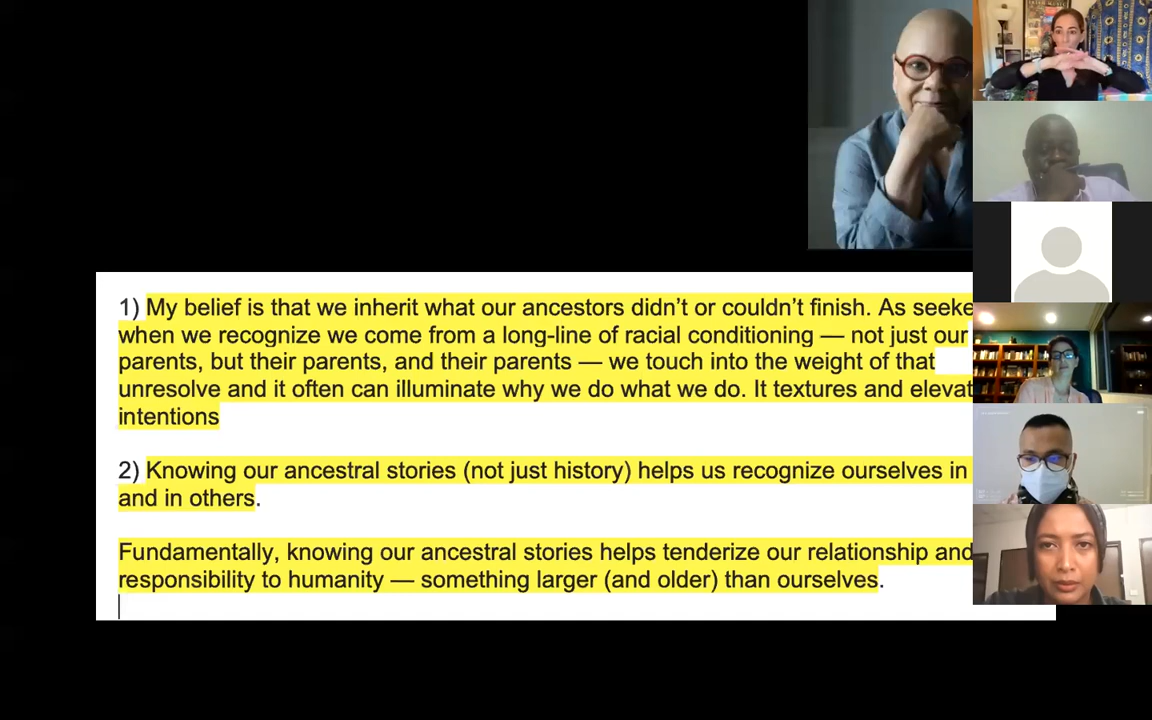 1) My belief is that we inherit what our ancestors didn’t or couldn’t finish. As seeke
when we recognize we come from a long-line of racial conditioning — not just our
parents, but their parents, and their parents — we touch into the weight of that
unresolve and it often can illuminate why we do what we do. It textures and elevat
intentions
2) Knowing our ancestral stories (not just history) helps us recognize ourselves in
and in others.
Fundamentally, knowing our ancestral stories helps tenderize our relationship and
responsibility to humanity — something larger (and older) than ourselves.